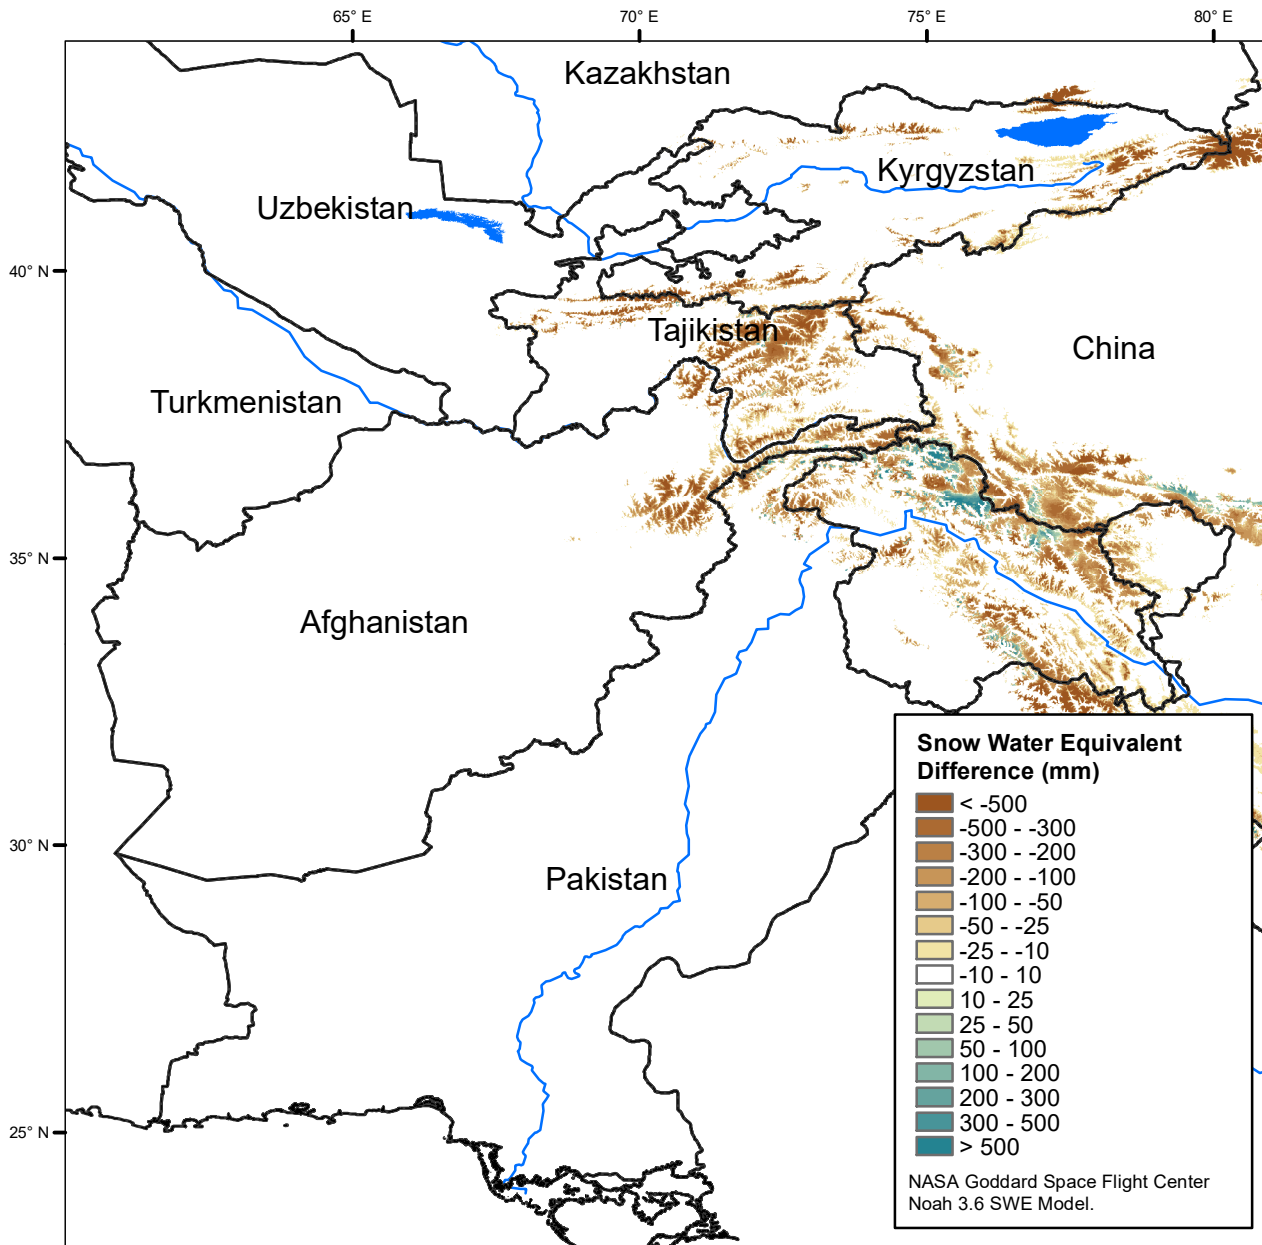 65° E
70° E
75° E
80° E
Kazakhstan
Kyrgyzstan
Uzbekistan
40° N
Tajikistan
China
Turkmenistan
35° N
Afghanistan
Snow Water Equivalent
Difference (mm)
< -500
-500 - -300
-300 - -200
-200 - -100
-100 - -50
-50 - -25
-25 - -10
-10 - 10
10 - 25
25 - 50
50 - 100
100 - 200
200 - 300
300 - 500
> 500
30° N
Pakistan
25° N
NASA Goddard Space Flight Center
Noah 3.6 SWE Model.